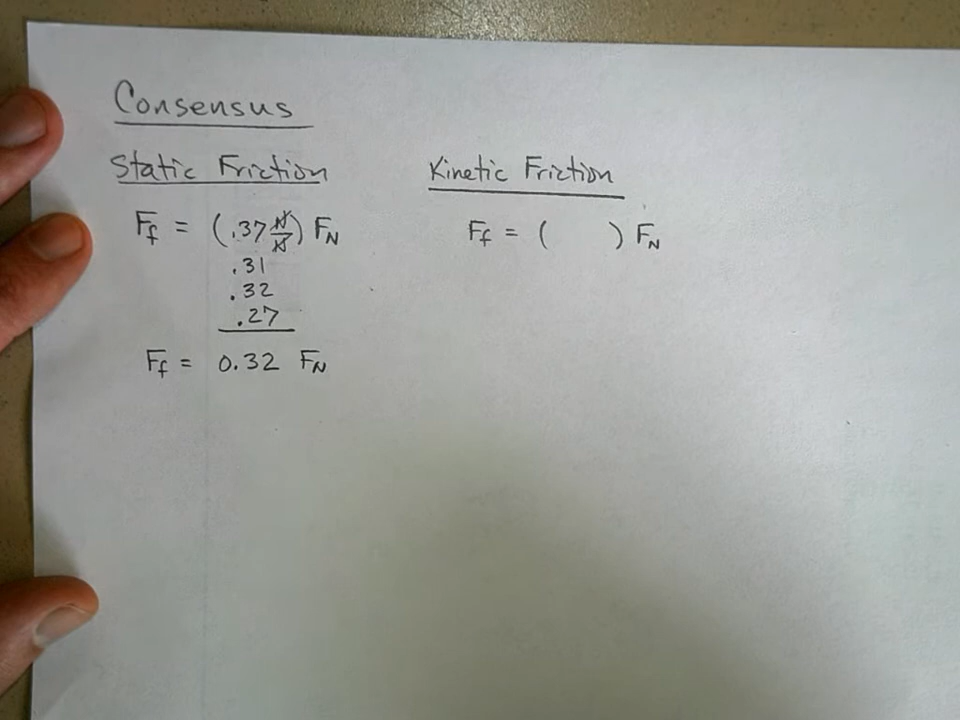 Consensus
Static Friction
Ff = (.37 N/N) FN
.31
.32
.27
Ff = 0.32 FN
Kinetic Friction
Ff = ( ) FN